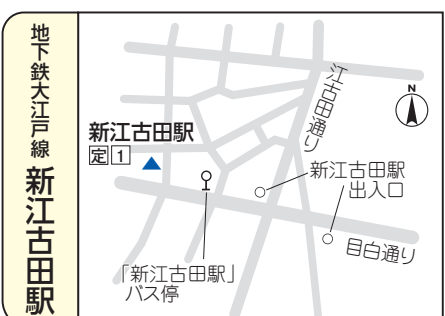 地下鉄大江戸線 新江古田駅
N
江古田通り
新江古田駅
定 1
新江古田駅
出入口
目白通り
「新江古田駅」
バス停